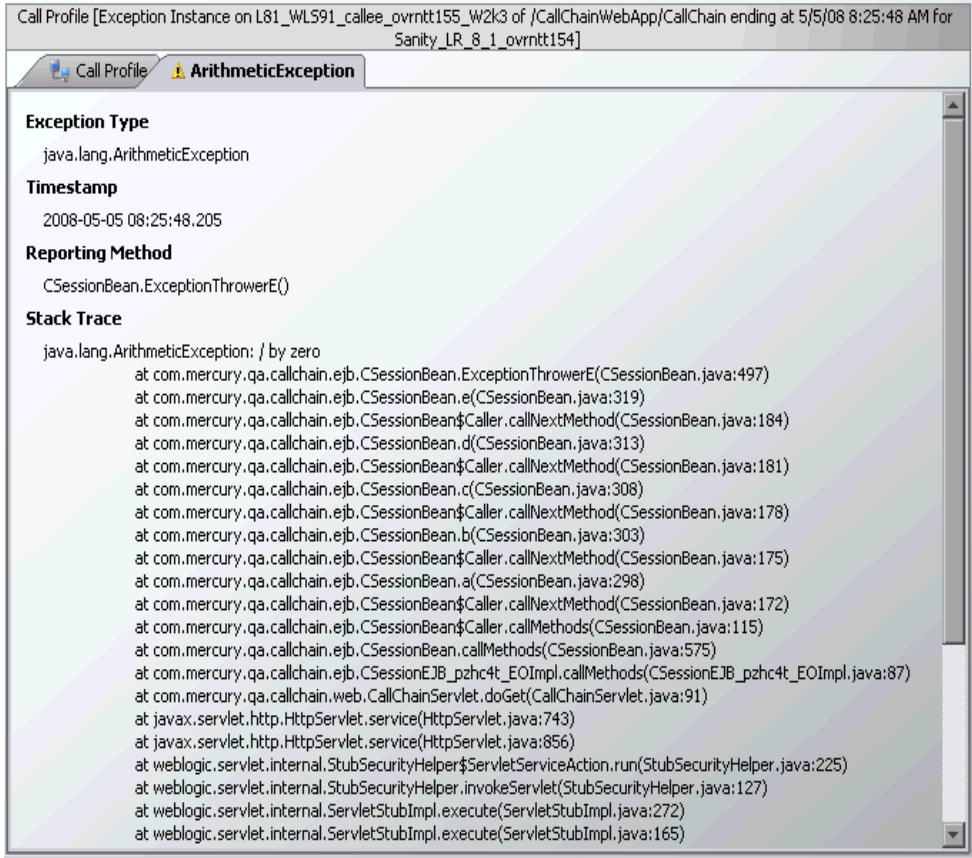 Call Profile [Exception Instance on L81_WLS91_callee_ovrntt155_W2k3 of /CallChainWebApp/CallChain ending at 5/5/08 8:25:48 AM for
Sanity_LR_8_1_ovrntt154]
Call Profile
ArithmeticException
Exception Type
java.lang.ArithmeticException
Timestamp
2008-05-05 08:25:48.205
Reporting Method
CSessionBean.ExceptionThrowerE()
Stack Trace
java.lang.ArithmeticException: / by zero
at com.mercury.qa.callchain.ejb.CSessionBean.ExceptionThrowerE(CSessionBean.java:497)
at com.mercury.qa.callchain.ejb.CSessionBean.e(CSessionBean.java:319)
at com.mercury.qa.callchain.ejb.CSessionBean$Caller.callNextMethod(CSessionBean.java:184)
at com.mercury.qa.callchain.ejb.CSessionBean.d(CSessionBean.java:313)
at com.mercury.qa.callchain.ejb.CSessionBean$Caller.callNextMethod(CSessionBean.java:181)
at com.mercury.qa.callchain.ejb.CSessionBean.c(CSessionBean.java:308)
at com.mercury.qa.callchain.ejb.CSessionBean$Caller.callNextMethod(CSessionBean.java:178)
at com.mercury.qa.callchain.ejb.CSessionBean.b(CSessionBean.java:303)
at com.mercury.qa.callchain.ejb.CSessionBean$Caller.callNextMethod(CSessionBean.java:175)
at com.mercury.qa.callchain.ejb.CSessionBean.a(CSessionBean.java:298)
at com.mercury.qa.callchain.ejb.CSessionBean$Caller.callNextMethod(CSessionBean.java:172)
at com.mercury.qa.callchain.ejb.CSessionBean$Caller.callMethods(CSessionBean.java:115)
at com.mercury.qa.callchain.ejb.CSessionBean.callMethods(CSessionBean.java:575)
at com.mercury.qa.callchain.ejb.CSessionEJB_pzhc4t_EOImpl.callMethods(CSessionEJB_pzhc4t_EOImpl.java:87)
at com.mercury.qa.callchain.web.CallChainServlet.doGet(CallChainServlet.java:91)
at javax.servlet.http.HttpServlet.service(HttpServlet.java:743)
at javax.servlet.http.HttpServlet.service(HttpServlet.java:856)
at weblogic.servlet.internal.StubSecurityHelper$ServletServiceAction.run(StubSecurityHelper.java:225)
at weblogic.servlet.internal.StubSecurityHelper.invokeServlet(StubSecurityHelper.java:127)
at weblogic.servlet.internal.ServletStubImpl.execute(ServletStubImpl.java:272)
at weblogic.servlet.internal.ServletStubImpl.execute(ServletStubImpl.java:165)